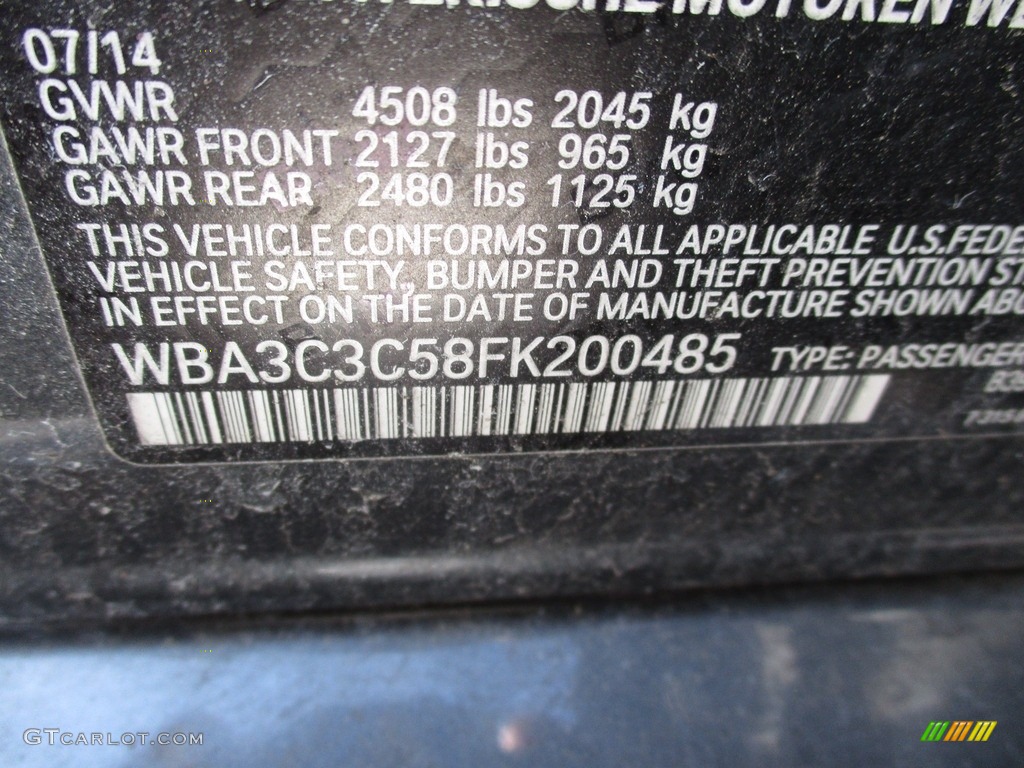 MOTOREN
07/14
GVWR 4508 lbs 2045 kg
GAWR FRONT 2127 lbs 965 kg
GAWR REAR 2480 lbs 1125 kg
THIS VEHICLE CONFORMS TO ALL APPLICABLE U.S.FEDE
VEHICLE SAFETY, BUMPER AND THEFT PREVENTION ST
IN EFFECT ON THE DATE OF MANUFACTURE SHOWN ABO
WBA3C3C58FK200485 TYPE: PASSENGER
GTCARLOT.COM